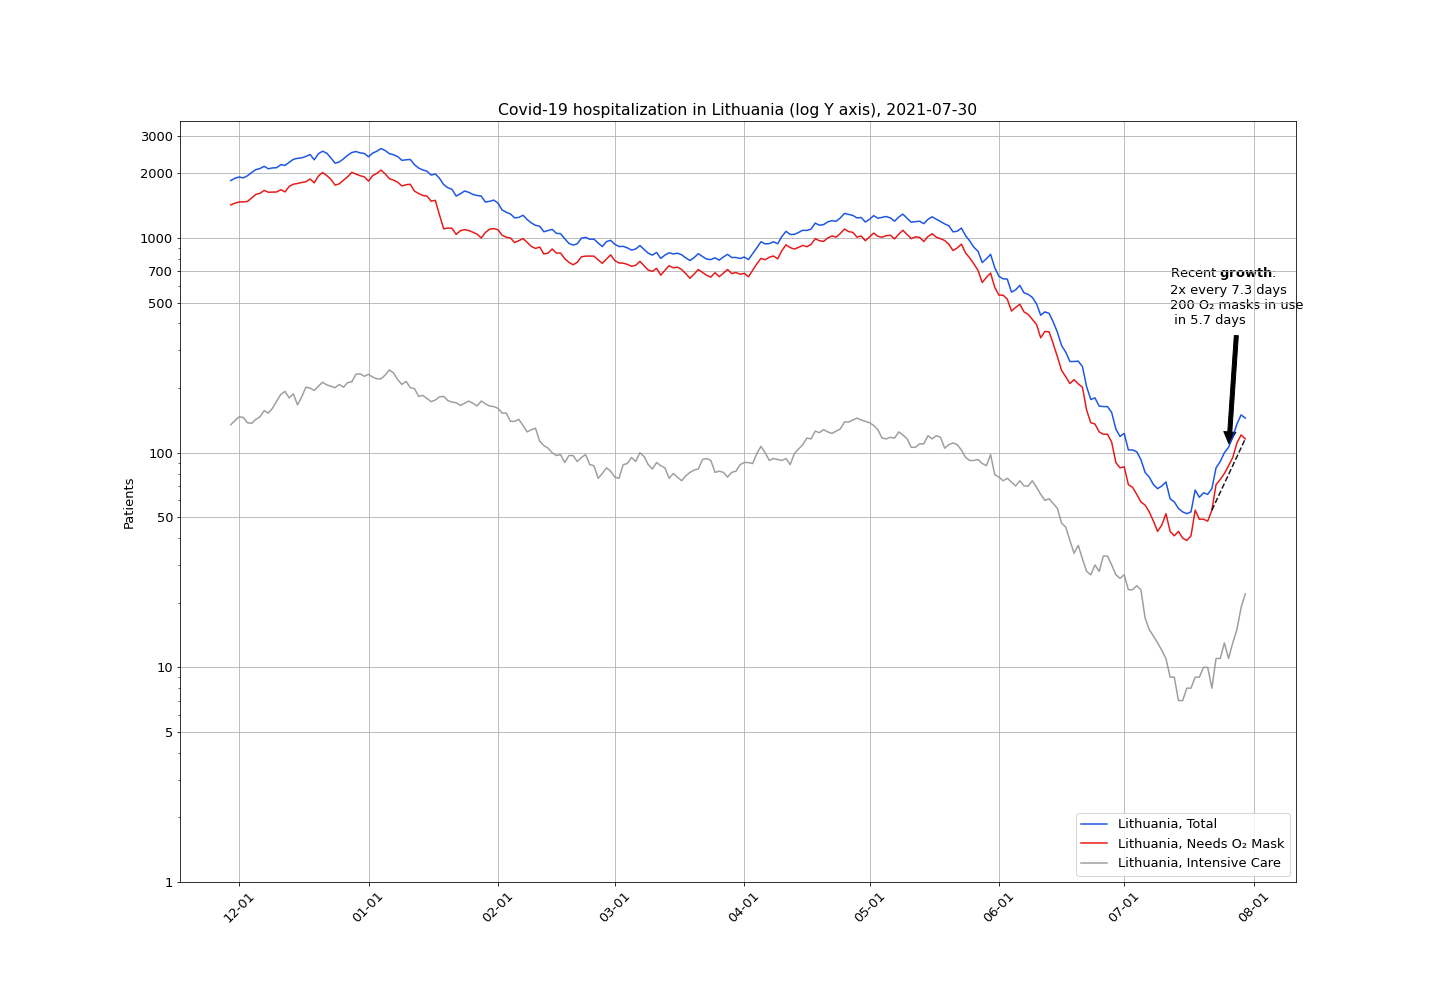 Covid-19 hospitalization in Lithuania (log Y axis), 2021-07-30
3000
2000
1000
700
500
100
50
10
5
1
Patients
Recent growth:
2x every 7.3 days
200 O₂ masks in use
in 5.7 days
Lithuania, Total
Lithuania, Needs O₂ Mask
Lithuania, Intensive Care
12-01
01-01
02-01
03-01
04-01
05-01
06-01
07-01
08-01